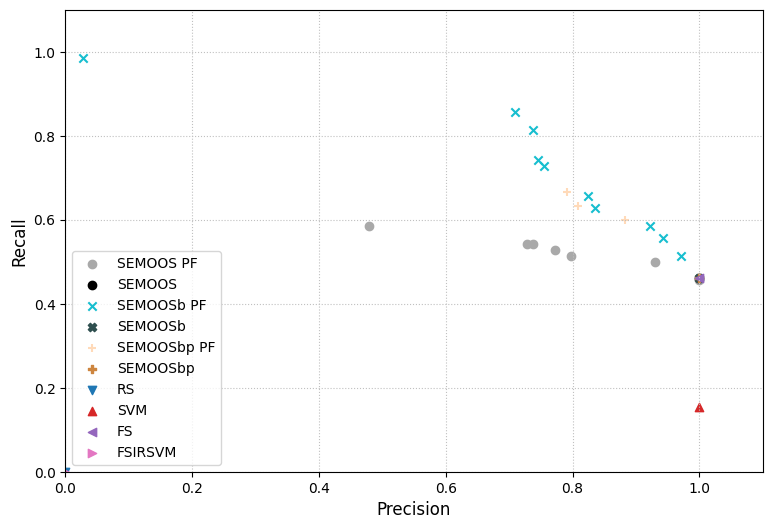 1.0
0.8
0.6
0.4
0.2
0.0
Recall
SEMOOS PF
SEMOOS
SEMOOSb PF
SEMOOSb
SEMOOSbp PF
SEMOOSbp
RS
SVM
FS
FSIRSVM
0.0 0.2 0.4 0.6 0.8 1.0
Precision